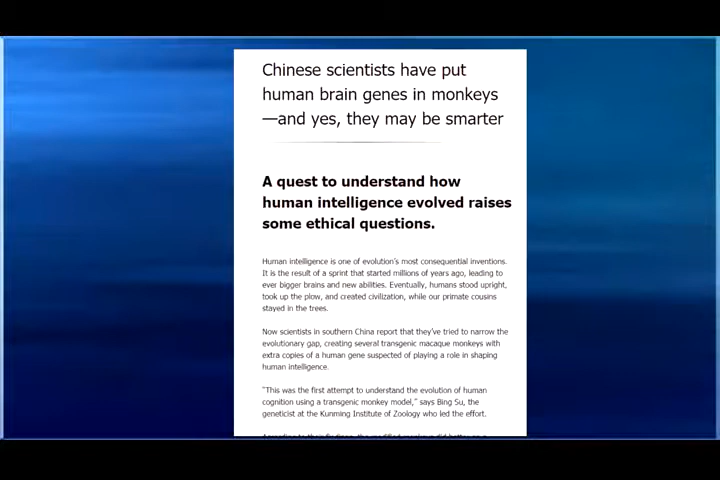 Chinese scientists have put
human brain genes in monkeys
—and yes, they may be smarter
A quest to understand how
human intelligence evolved raises
some ethical questions.
Human intelligence is one of evolution's most consequential inventions.
It is the result of a sprint that started millions of years ago, leading to
ever bigger brains and new abilities. Eventually, humans stood upright,
took up the plow, and created civilization, while our primate cousins
stayed in the trees.
Now scientists in southern China report that they've tried to narrow the
evolutionary gap, creating several transgenic macaque monkeys with
extra copies of a human gene suspected of playing a role in shaping
human intelligence.
"This was the first attempt to understand the evolution of human
cognition using a transgenic monkey model," says Bing Su, the
geneticist at the Kunming Institute of Zoology who led the effort.